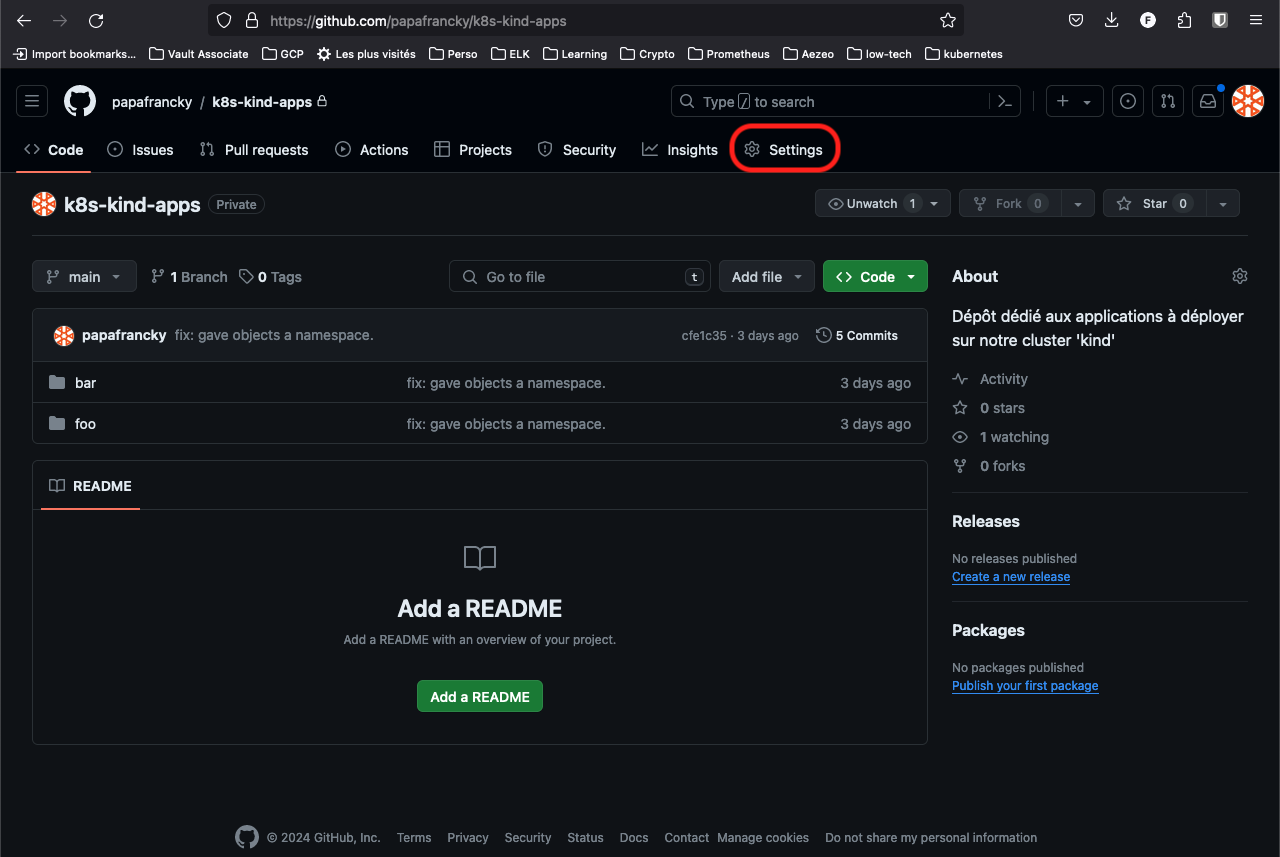 https://github.com/papafrancky/k8s-kind-apps
F
Import bookmarks... Vault Associate GCP Les plus visités Perso ELK Learning Crypto Prometheus Aezeo low-tech kubernetes
papafrancky / k8s-kind-apps Type / to search
Code Issues Pull requests Actions Projects Security Insights Settings
k8s-kind-apps Private Unwatch 1 Fork 0 Star 0
main 1 Branch 0 Tags Go to file t Add file Code
papafrancky fix: gave objects a namespace. cfe1c35 · 3 days ago 5 Commits
bar fix: gave objects a namespace. 3 days ago
foo fix: gave objects a namespace. 3 days ago
README
Add a README
Add a README with an overview of your project.
Add a README
About
Dépôt dédié aux applications à déployer
sur notre cluster 'kind'
Activity
0 stars
1 watching
0 forks
Releases
No releases published
Create a new release
Packages
No packages published
Publish your first package
© 2024 GitHub, Inc. Terms Privacy Security Status Docs Contact Manage cookies Do not share my personal information